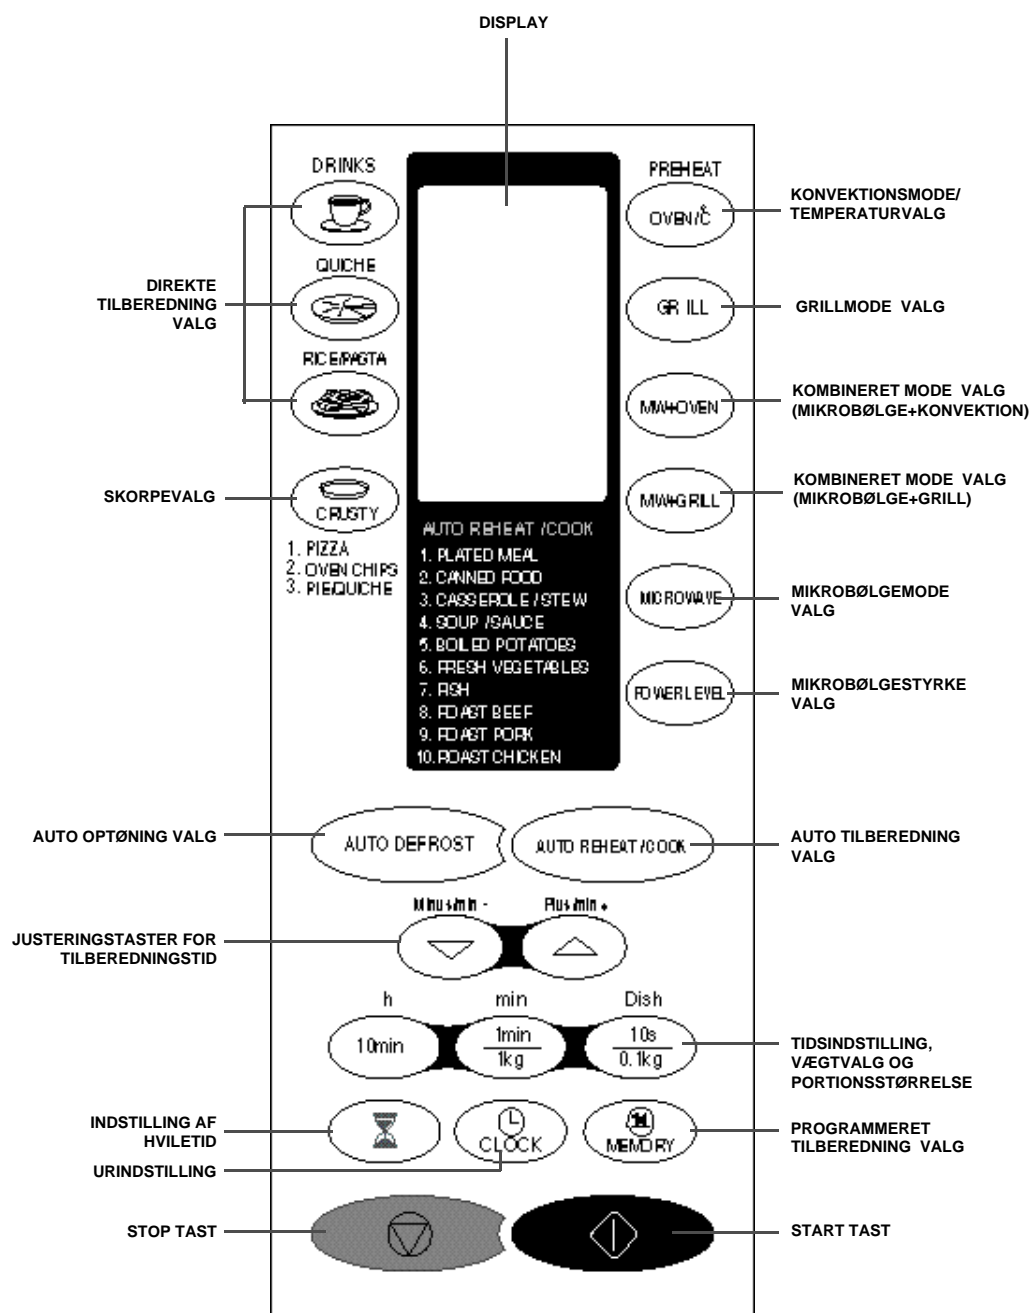 DISPLAY
DRINKS
PREHEAT
KONVEKTIONSMODE/
TEMPERATURVALG
OVEN/°C
QUICHE
DIREKTE
TILBEREDNING
VALG
GRILL
GRILLMODE VALG
RICE/PASTA
KOMBINERET MODE VALG
(MIKROBØLGE+KONVEKTION)
MW+OVEN
KOMBINERET MODE VALG
(MIKROBØLGE+GRILL)
SKORPEVALG
CRUSTY
MW+GRILL
1. PIZZA
2. OVEN CHIPS
3. PIE/QUICHE
AUTO REHEAT /COOK
1. PLATED MEAL
2. CANNED FOOD
3. CASSEROLE / STEW
4. SOUP /SAUCE
5. BOILED POTATOES
6. FRESH VEGETABLES
7. FISH
8. ROAST BEEF
9. ROAST PORK
10. ROAST CHICKEN
MICROWAVE
MIKROBØLGEMODE
VALG
POWER LEVEL
MIKROBØLGESTYRKE
VALG
AUTO OPTØNING VALG
AUTO DEFROST
AUTO REHEAT /COOK
AUTO TILBEREDNING
VALG
Minus/min -
Plus/min +
JUSTERINGSTASTER FOR
TILBEREDNINGSTID
h
min
Dish
10min
1min
1kg
10s
0.1kg
TIDSINDSTILLING,
VÆGTVALG OG
PORTIONSSTØRRELSE
INDSTILLING AF
HVILETID
CLOCK
MEMORY
PROGRAMMERET
TILBEREDNING VALG
URINDSTILLING
STOP TAST
START TAST